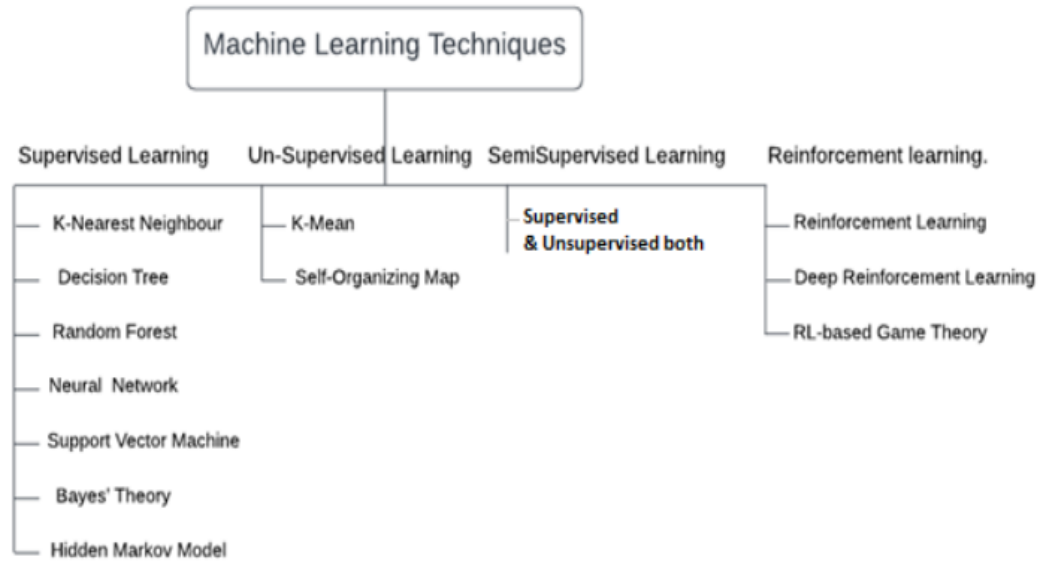 Machine Learning Techniques
Supervised Learning
Un-Supervised Learning
SemiSupervised Learning
Reinforcement learning.
K-Nearest Neighbour
Decision Tree
Random Forest
Neural Network
Support Vector Machine
Bayes' Theory
Hidden Markov Model
K-Mean
Self-Organizing Map
Supervised
& Unsupervised both
Reinforcement Learning
Deep Reinforcement Learning
RL-based Game Theory